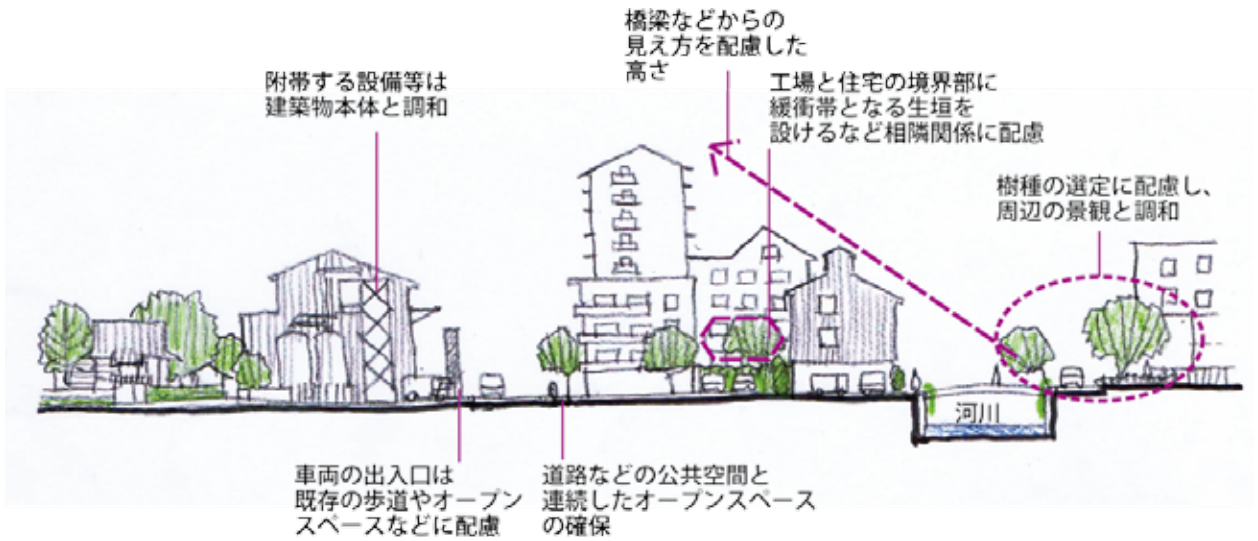 橋梁などからの
見え方を配慮した
高さ
附帯する設備等は
建築物本体と調和
工場と住宅の境界部に
緩衝帯となる生垣を
設けるなど相隣関係に配慮
樹種の選定に配慮し、
周辺の景観と調和
河川
車両の出入口は
既存の歩道やオープン
スペースなどに配慮
道路などの公共空間と
連続したオープンスペース
の確保